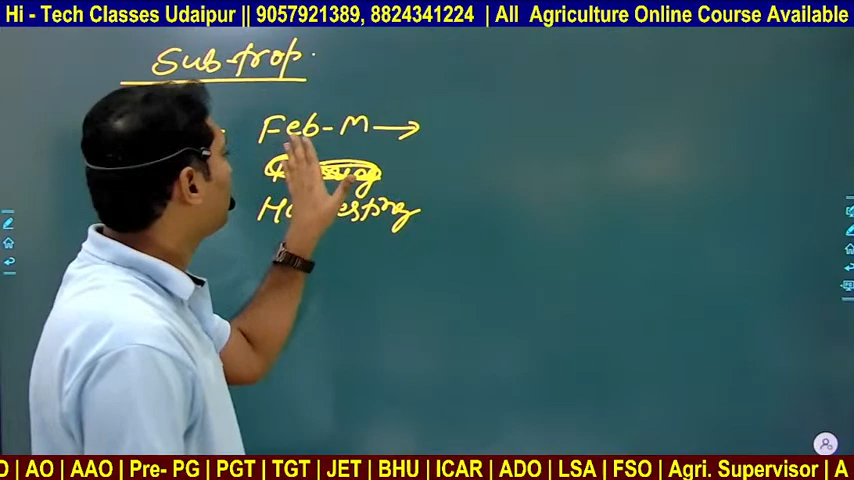 Hi - Tech Classes Udaipur || 9057921389, 8824341224 | All Agriculture Online Course Available
Sub-trop.
Feb-M→
O | AO | AAO | Pre- PG | PGT | TGT | JET | BHU | ICAR | ADO | LSA | FSO | Agri. Supervisor | A